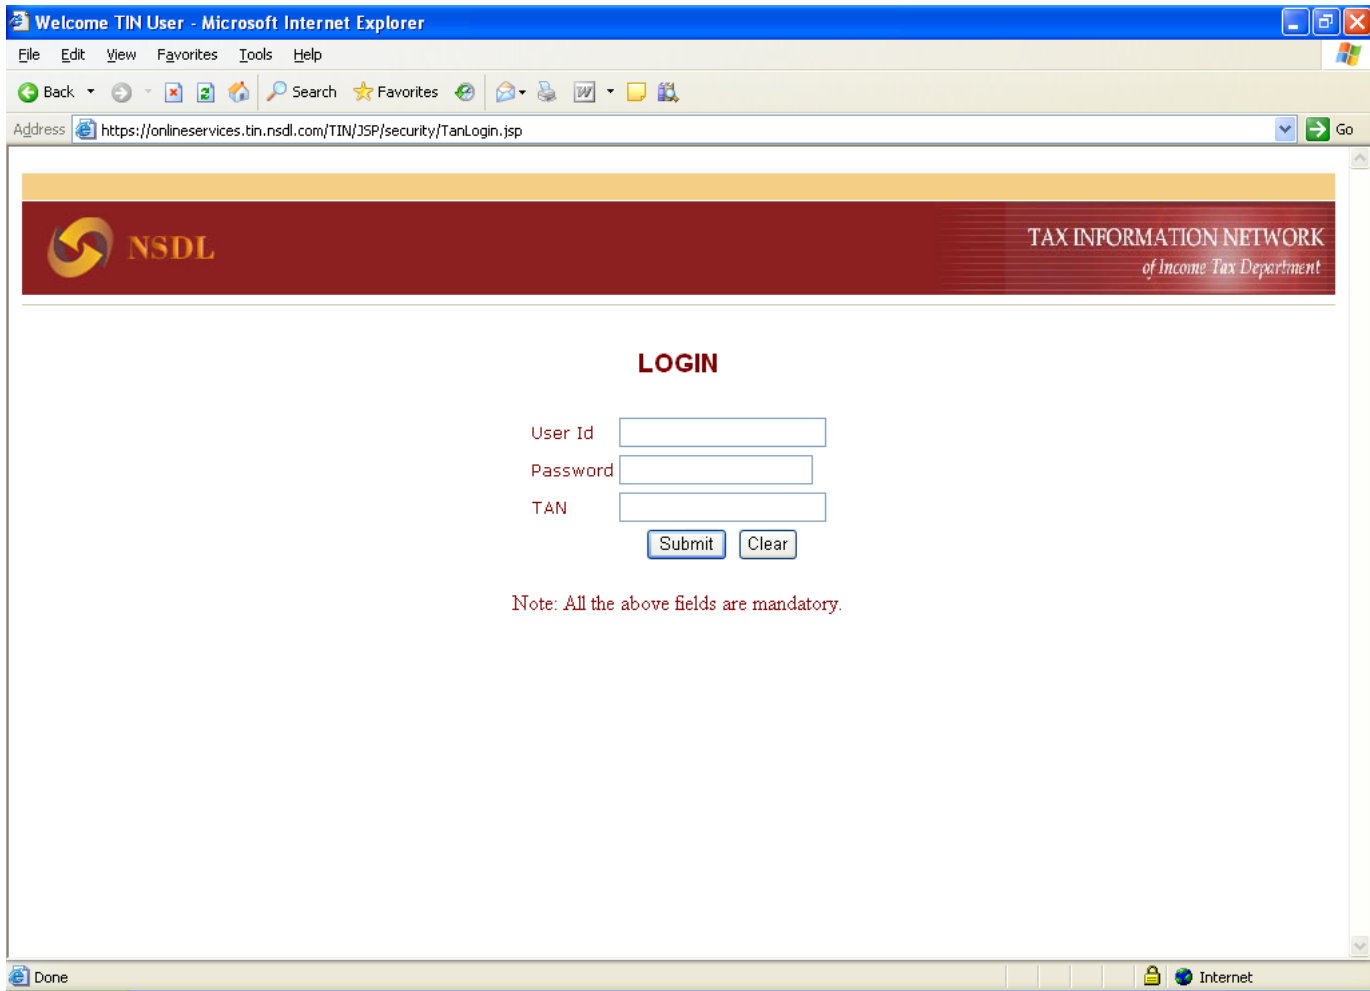 Welcome TIN User - Microsoft Internet Explorer
File Edit View Favorites Tools Help
Back Search Favorites W
Address https://onlineservices.tin.nsdl.com/TIN/JSP/security/TanLogin.jsp Go
NSDL
TAX INFORMATION NETWORK
of Income Tax Department
LOGIN
User Id
Password
TAN
Submit Clear
Note: All the above fields are mandatory.
Done Internet